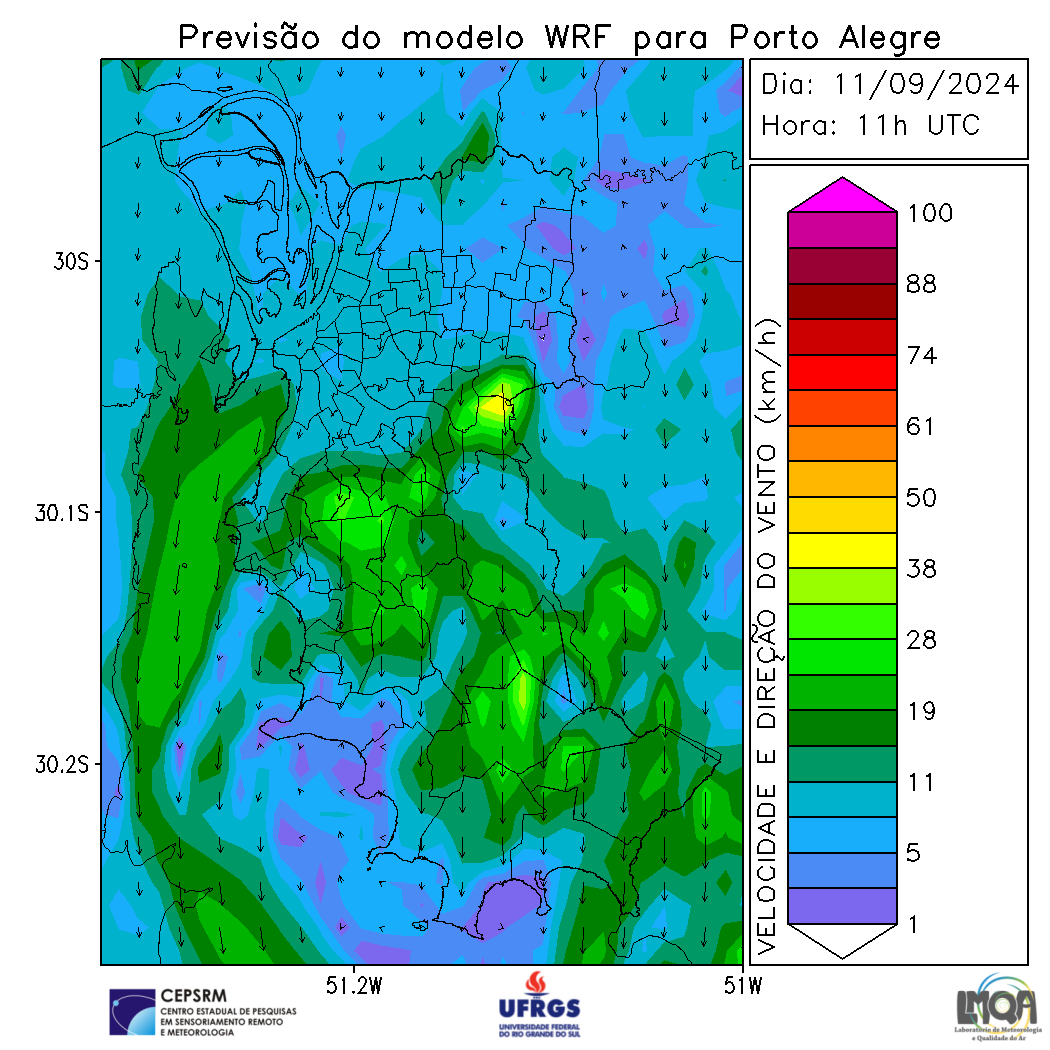 Previsão do modelo WRF para Porto Alegre
Dia: 11/09/2024
Hora: 11h UTC
30S
30.1S
30.2S
51.2W
51W
VELOCIDADE E DIREÇÃO DO VENTO (km/h)
100
88
74
61
50
38
28
19
11
5
1
CEPSRM
CENTRO ESTADUAL DE PESQUISAS
EM SENSORIAMENTO REMOTO
E METEOROLOGIA
UFRGS
UNIVERSIDADE FEDERAL
DO RIO GRANDE DO SUL
LMQA
Laboratório de Meteorologia
e Qualidade do Ar